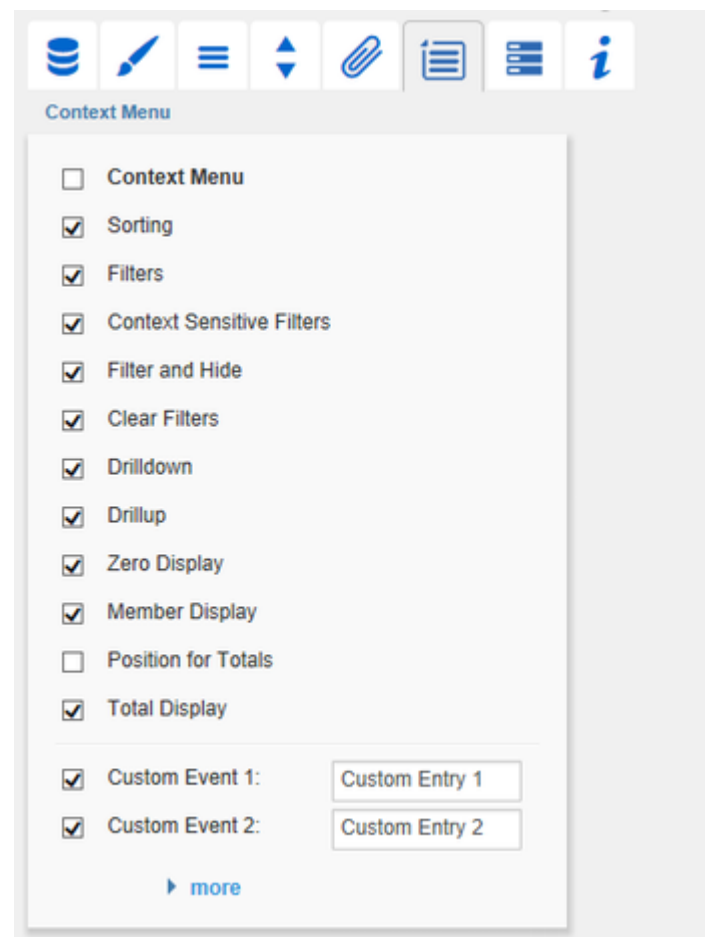 Context Menu
Context Menu
Sorting
Filters
Context Sensitive Filters
Filter and Hide
Clear Filters
Drilldown
Drillup
Zero Display
Member Display
Position for Totals
Total Display
Custom Event 1: Custom Entry 1
Custom Event 2: Custom Entry 2
more